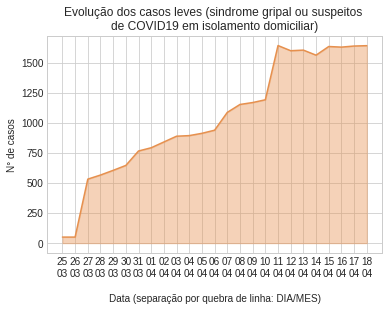 Evolução dos casos leves (sindrome gripal ou suspeitos
de COVID19 em isolamento domiciliar)
1500
1250
1000
750
500
250
0
N° de casos
25 26 27 28 29 30 31 01 02 03 04 05 06 07 08 09 10 11 12 13 14 15 16 17 18
03 03 03 03 03 03 03 04 04 04 04 04 04 04 04 04 04 04 04 04 04 04 04 04 04
Data (separação por quebra de linha: DIA/MES)